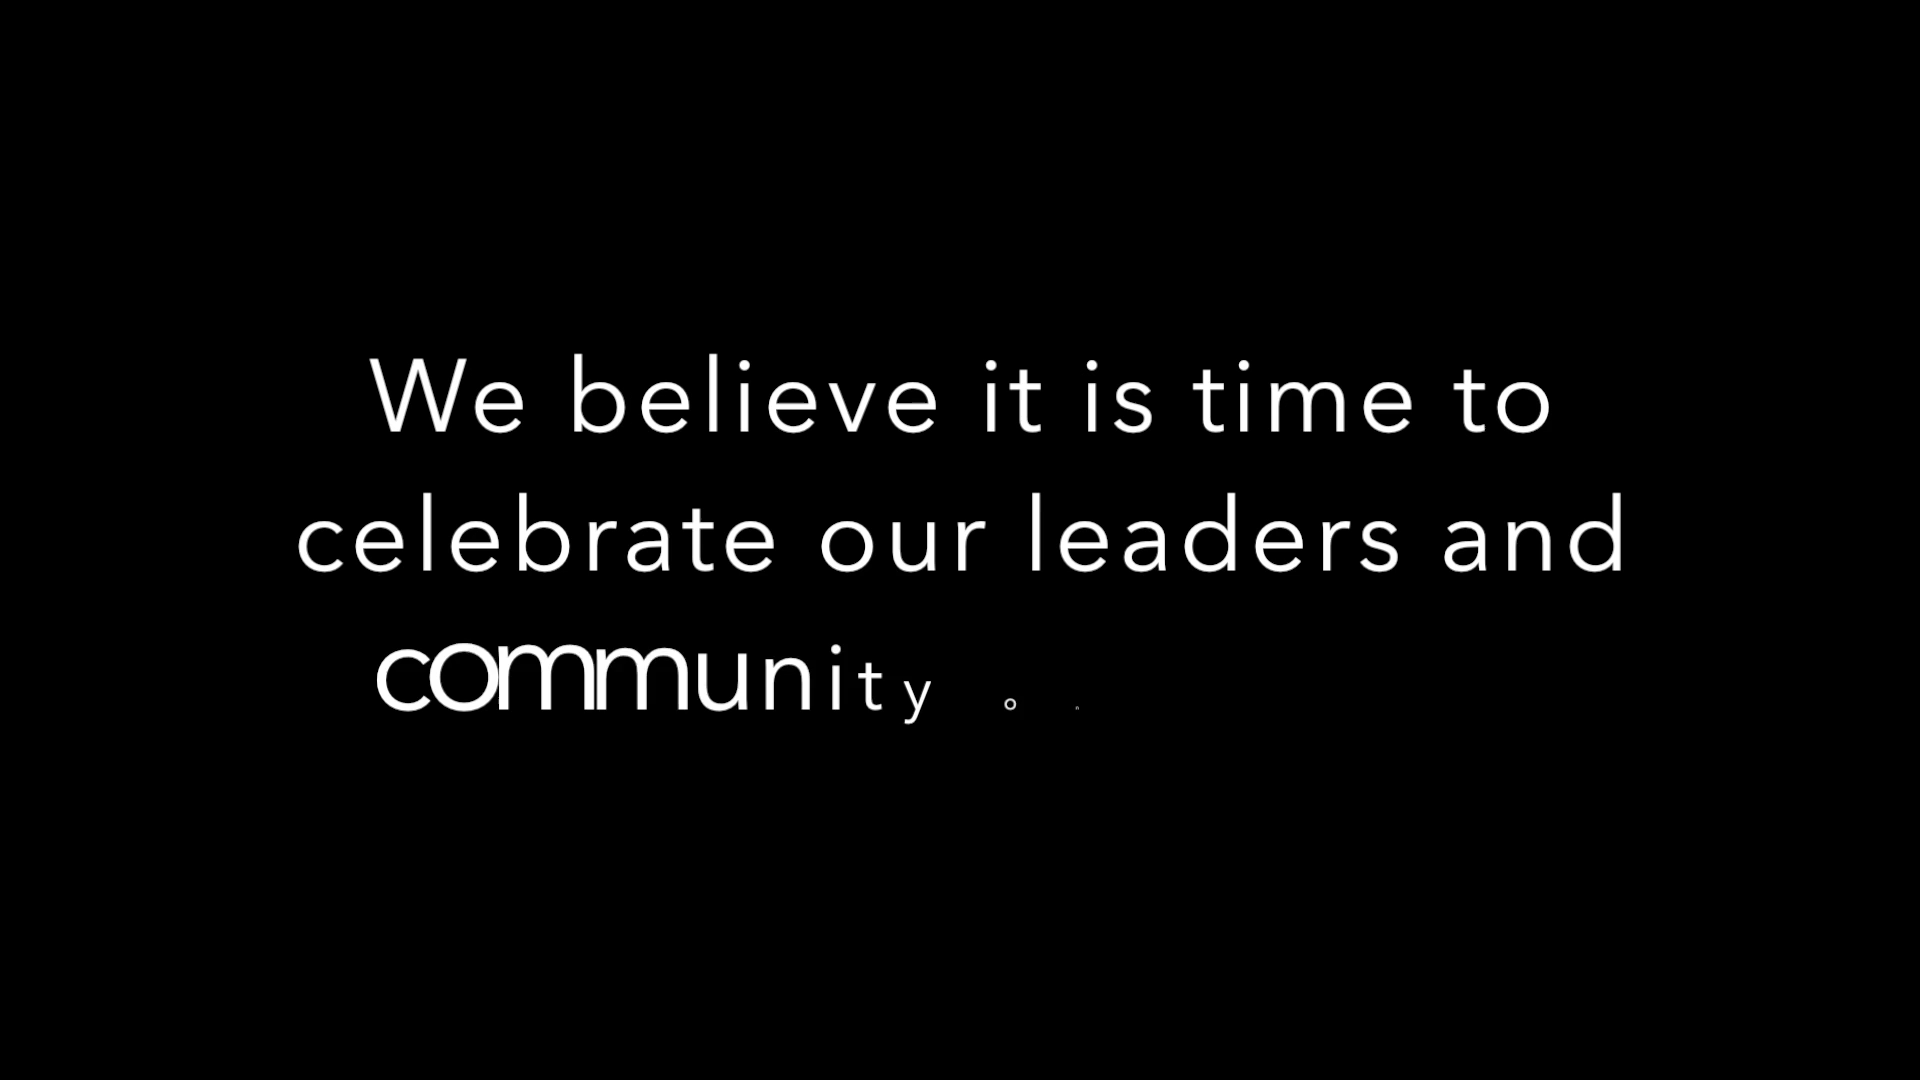 We believe it is time to
celebrate our leaders and
community o